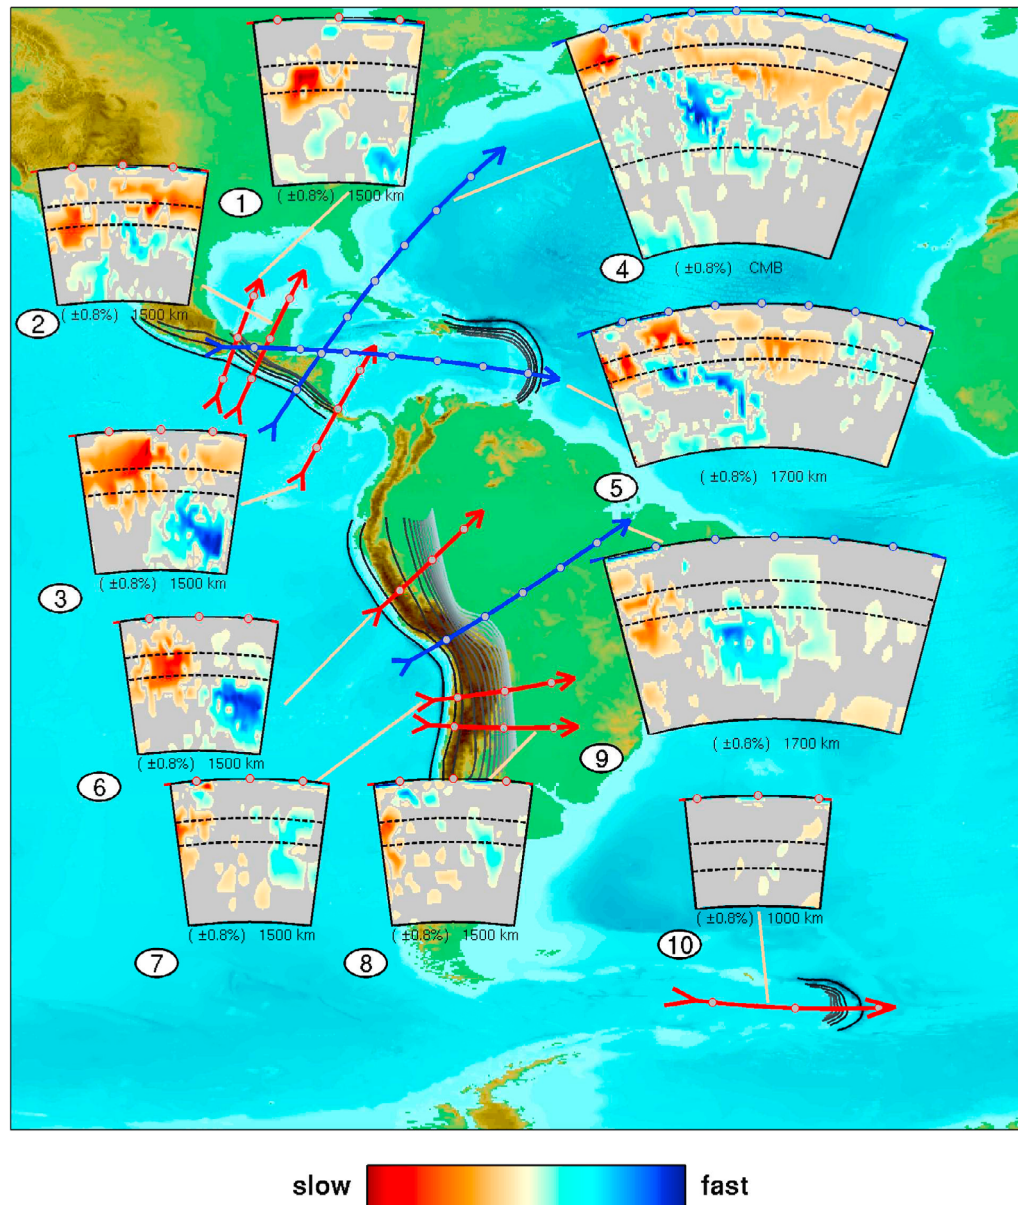 1
( ±0.8%) 1500 km
2
( ±0.8%) 1500 km
4
( ±0.8%) CMB
3
( ±0.8%) 1500 km
5
( ±0.8%) 1700 km
6
( ±0.8%) 1500 km
9
( ±0.8%) 1700 km
7
( ±0.8%) 1500 km
8
( ±0.8%) 1500 km
10
( ±0.8%) 1000 km
slow fast